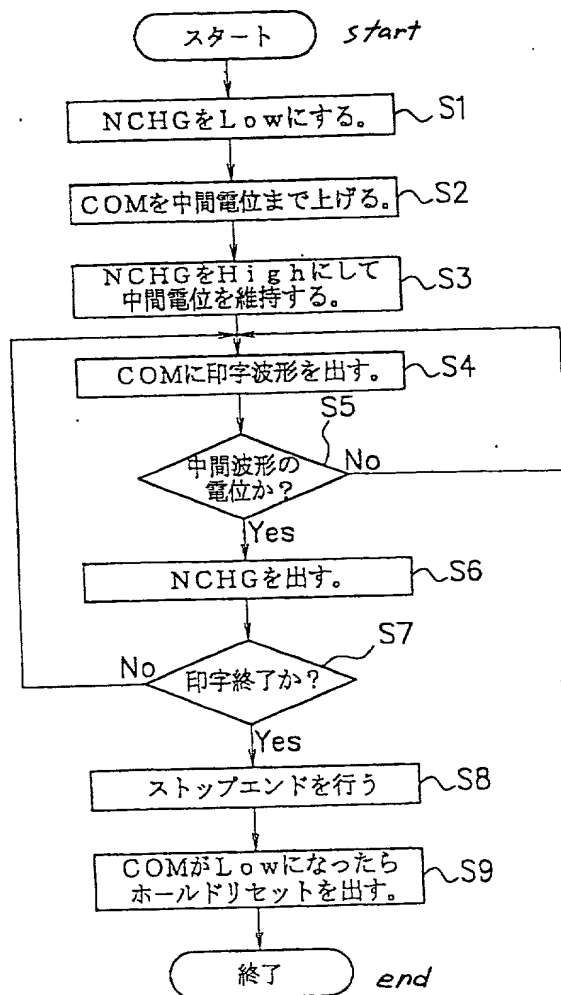 スタート start
NCHGをLowにする。 S1
COMを中間電位まで上げる。 S2
NCHGをHighにして
中間電位を維持する。 S3
COMに印字波形を出す。 S4
S5
中間波形の
電位か? No
Yes
NCHGを出す。 S6
S7
No 印字終了か?
Yes
ストップエンドを行う S8
COMがLowになったら
ホールドリセットを出す。 S9
終了 end